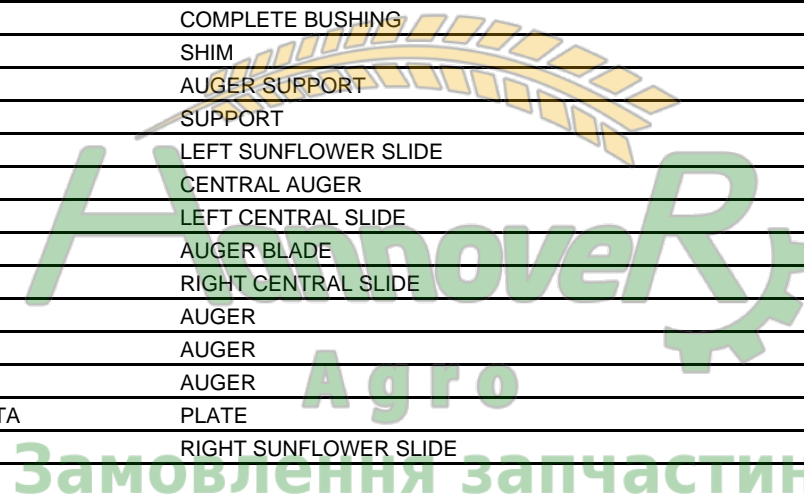 COMPLETE BUSHING
SHIM
AUGER SUPPORT
SUPPORT
LEFT SUNFLOWER SLIDE
CENTRAL AUGER
LEFT CENTRAL SLIDE
AUGER BLADE
RIGHT CENTRAL SLIDE
AUGER
AUGER
AUGER
TA PLATE
RIGHT SUNFLOWER SLIDE
HannoveR
Agro
Замовлення запчастин